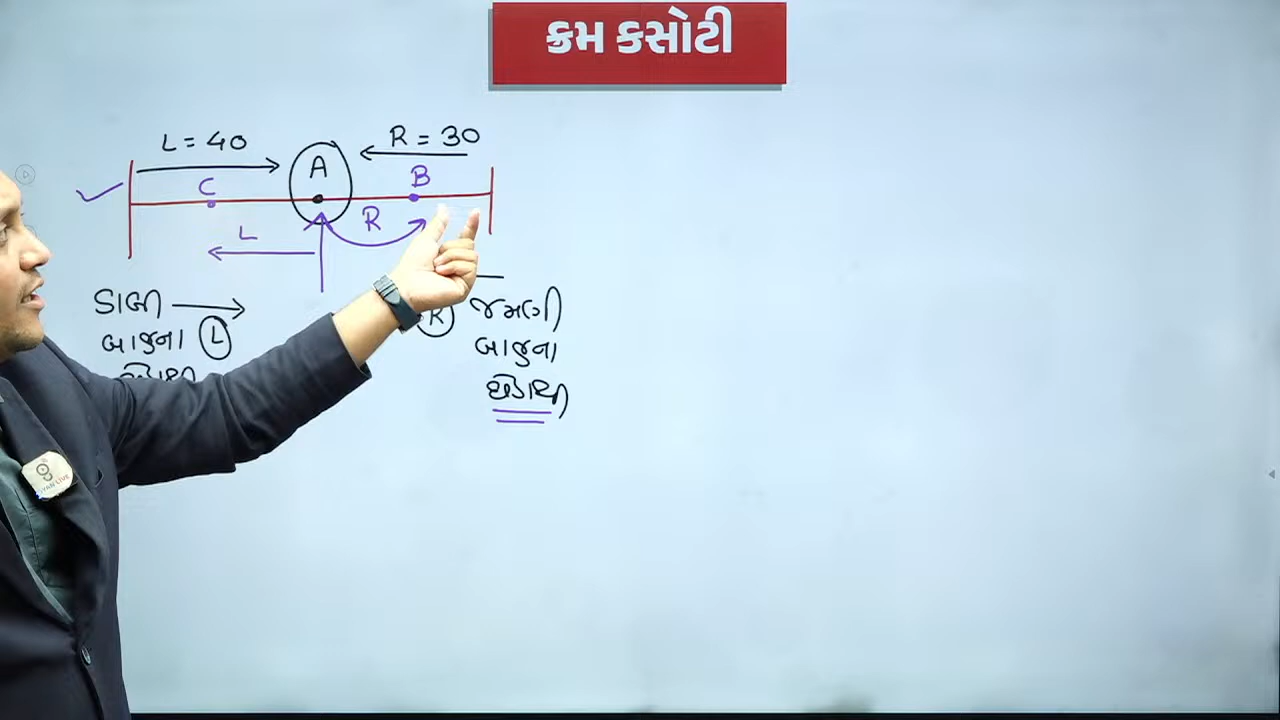 ક્રમ કસોટી
L = 40
R = 30
A
C
B
R
L
ડાબી
બાજુના L
R જમણી
બાજુના
છેડાથી